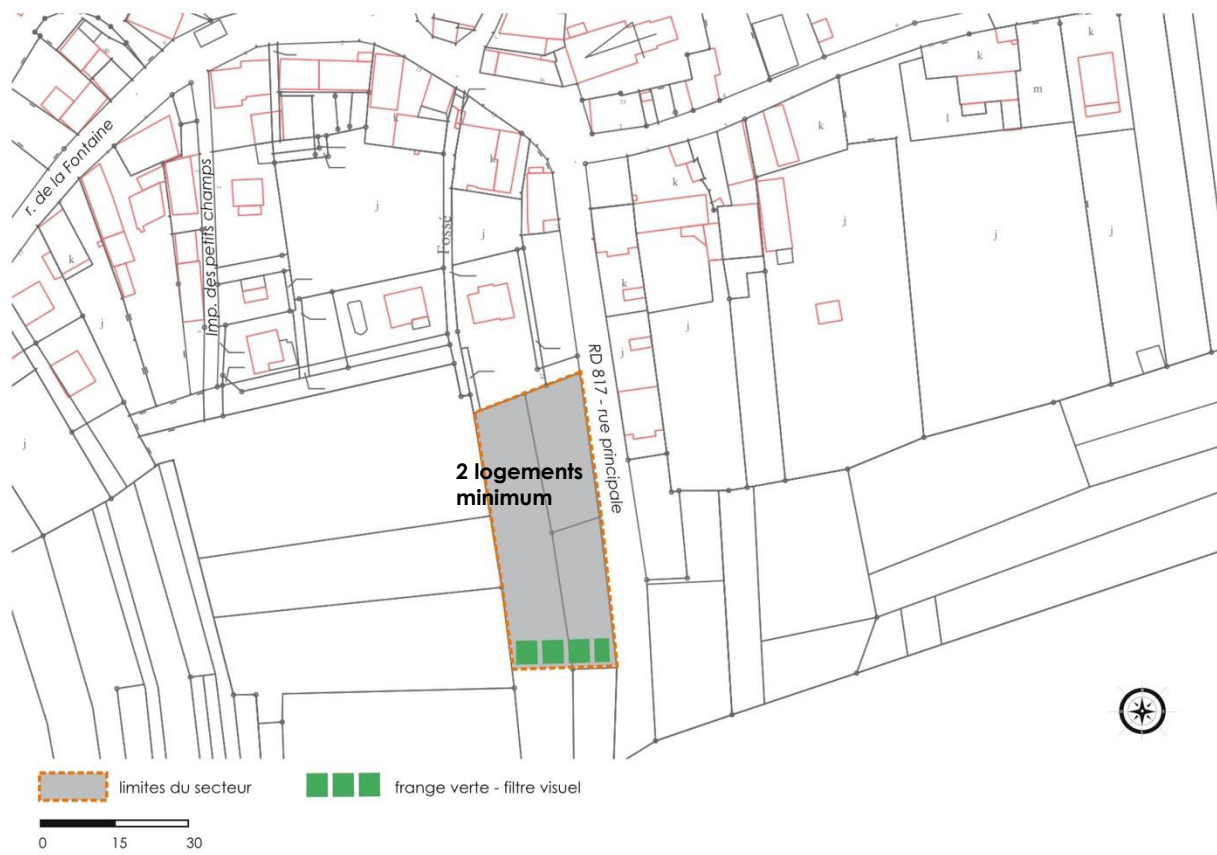 r. de la Fontaine
Imp. des petits champs
Fossé
RD 817 - rue principale
k
k
m
l
k
k
k
k
k
j
j
j
j
j
j
j
j
j
k
2 logements
minimum
limites du secteur
frange verte - filtre visuel
0 15 30